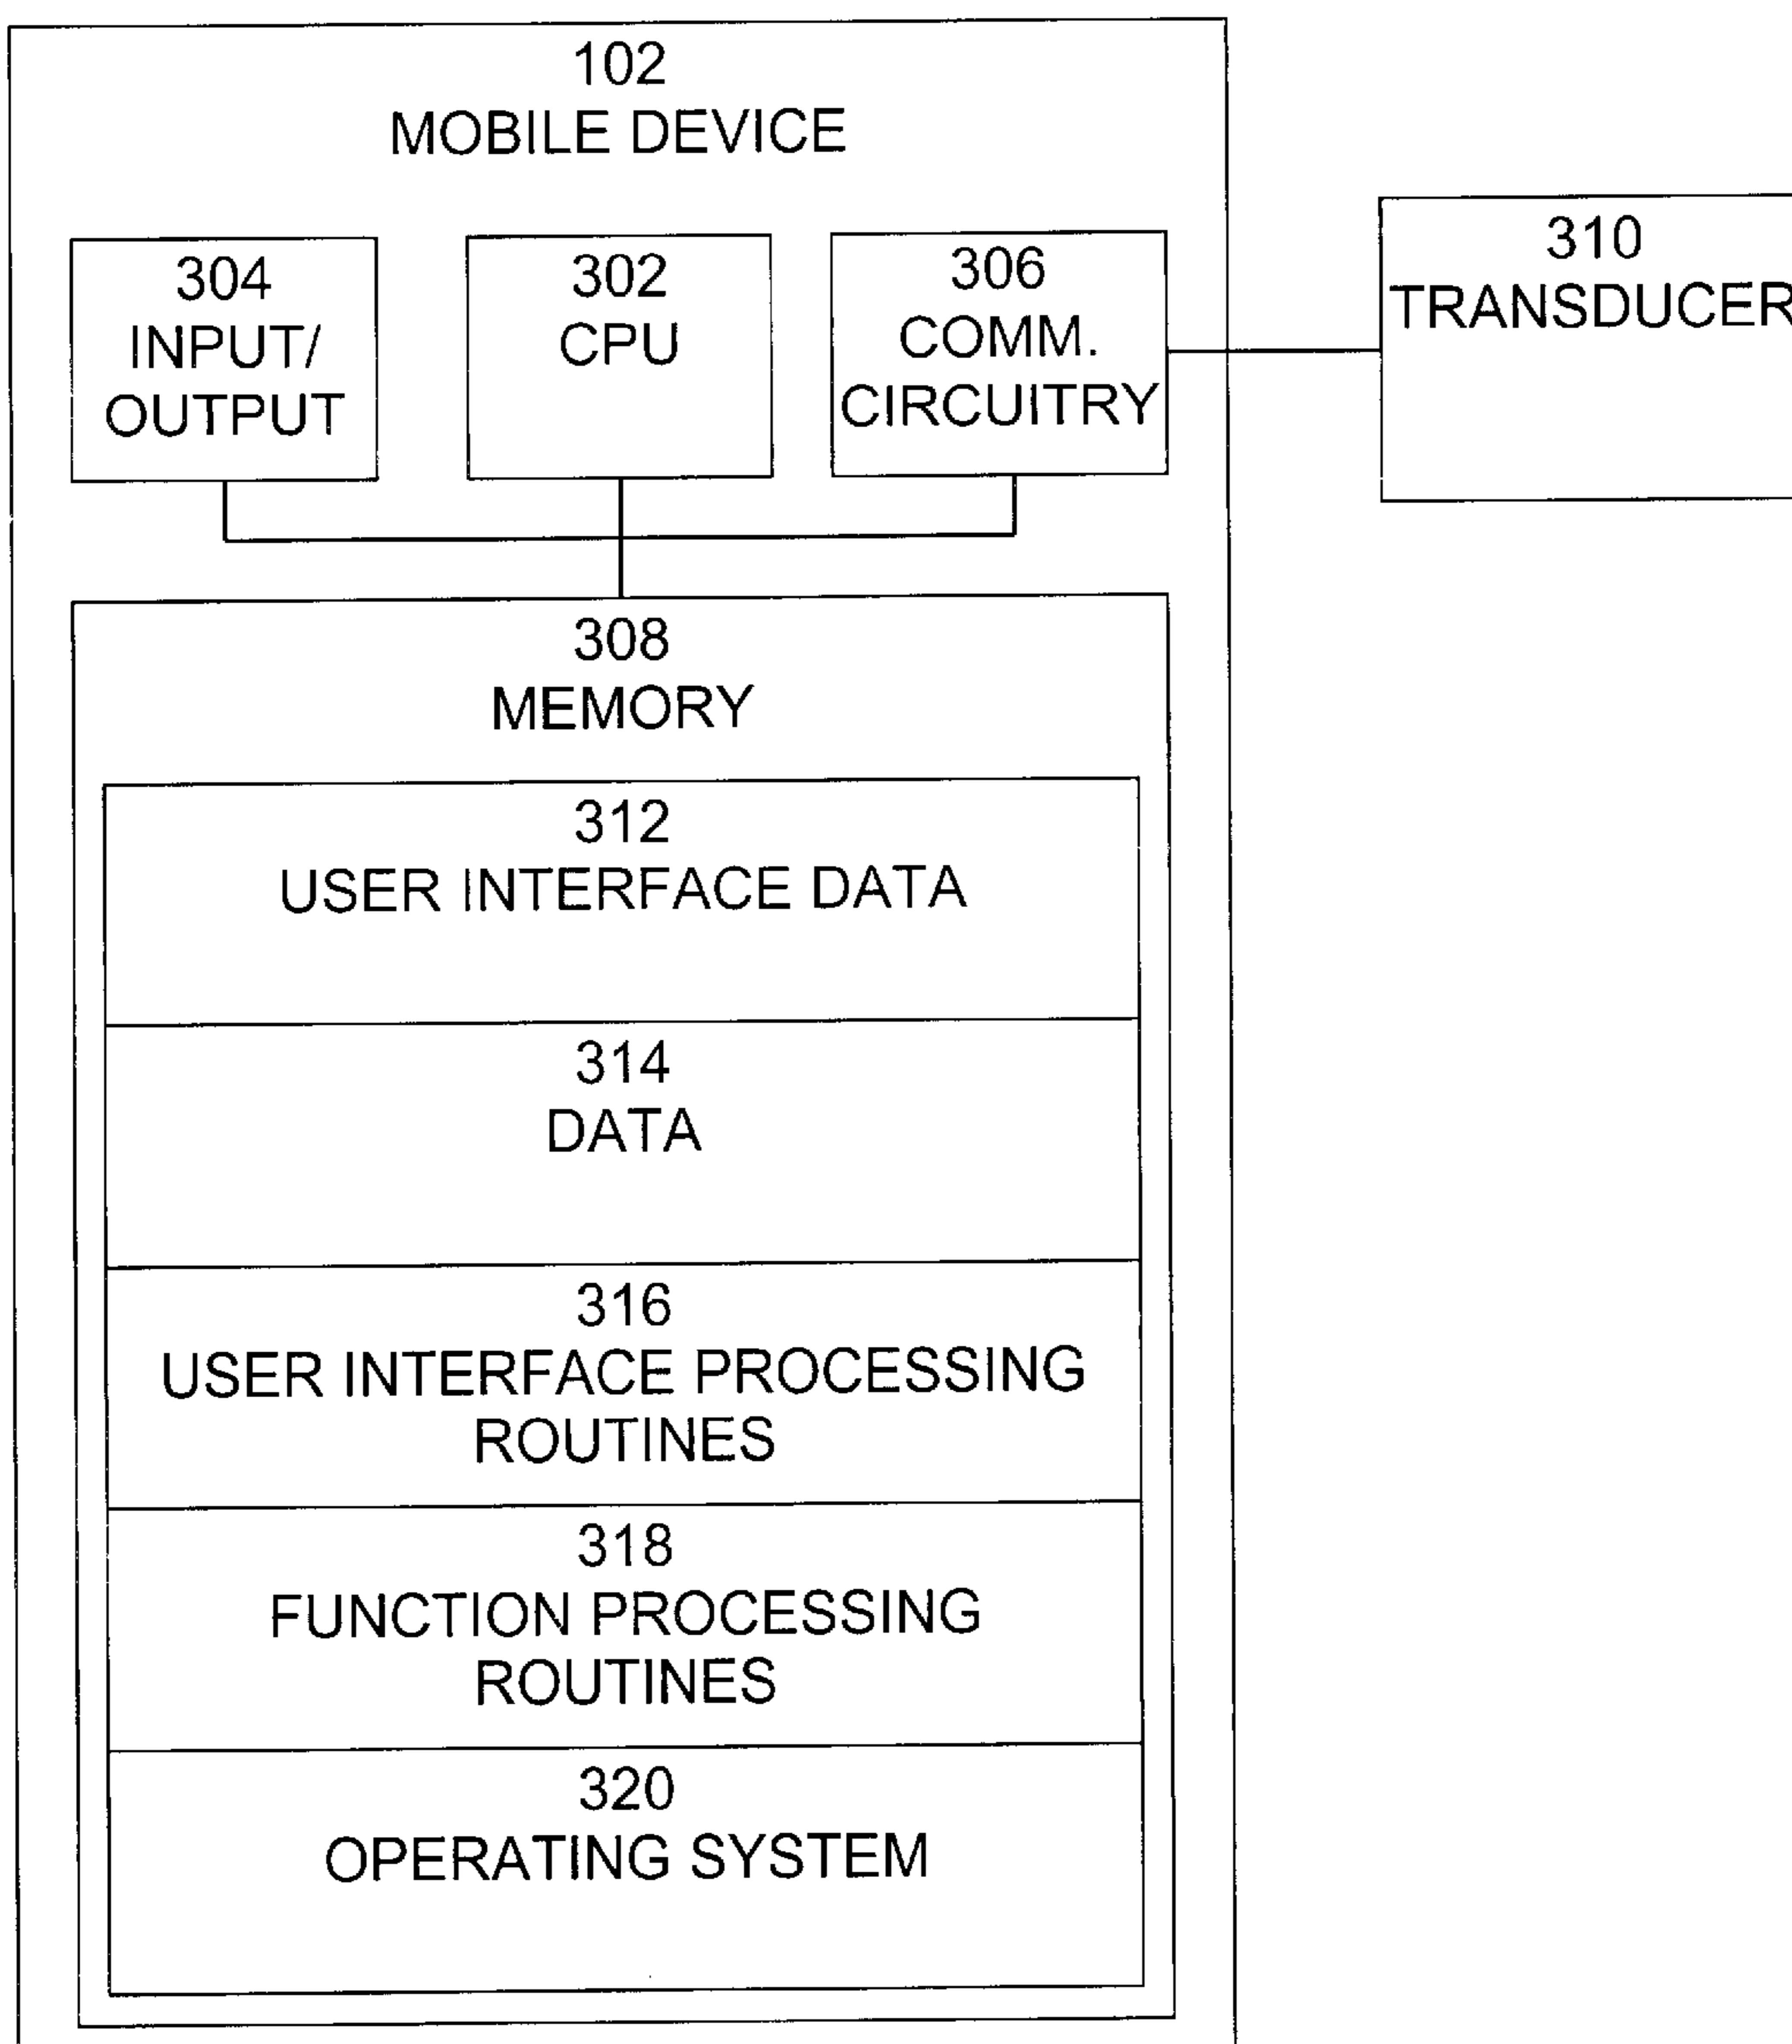 102
MOBILE DEVICE
304
INPUT/
OUTPUT
302
CPU
306
COMM.
CIRCUITRY
310
TRANSDUCER
308
MEMORY
312
USER INTERFACE DATA
314
DATA
316
USER INTERFACE PROCESSING
ROUTINES
318
FUNCTION PROCESSING
ROUTINES
320
OPERATING SYSTEM